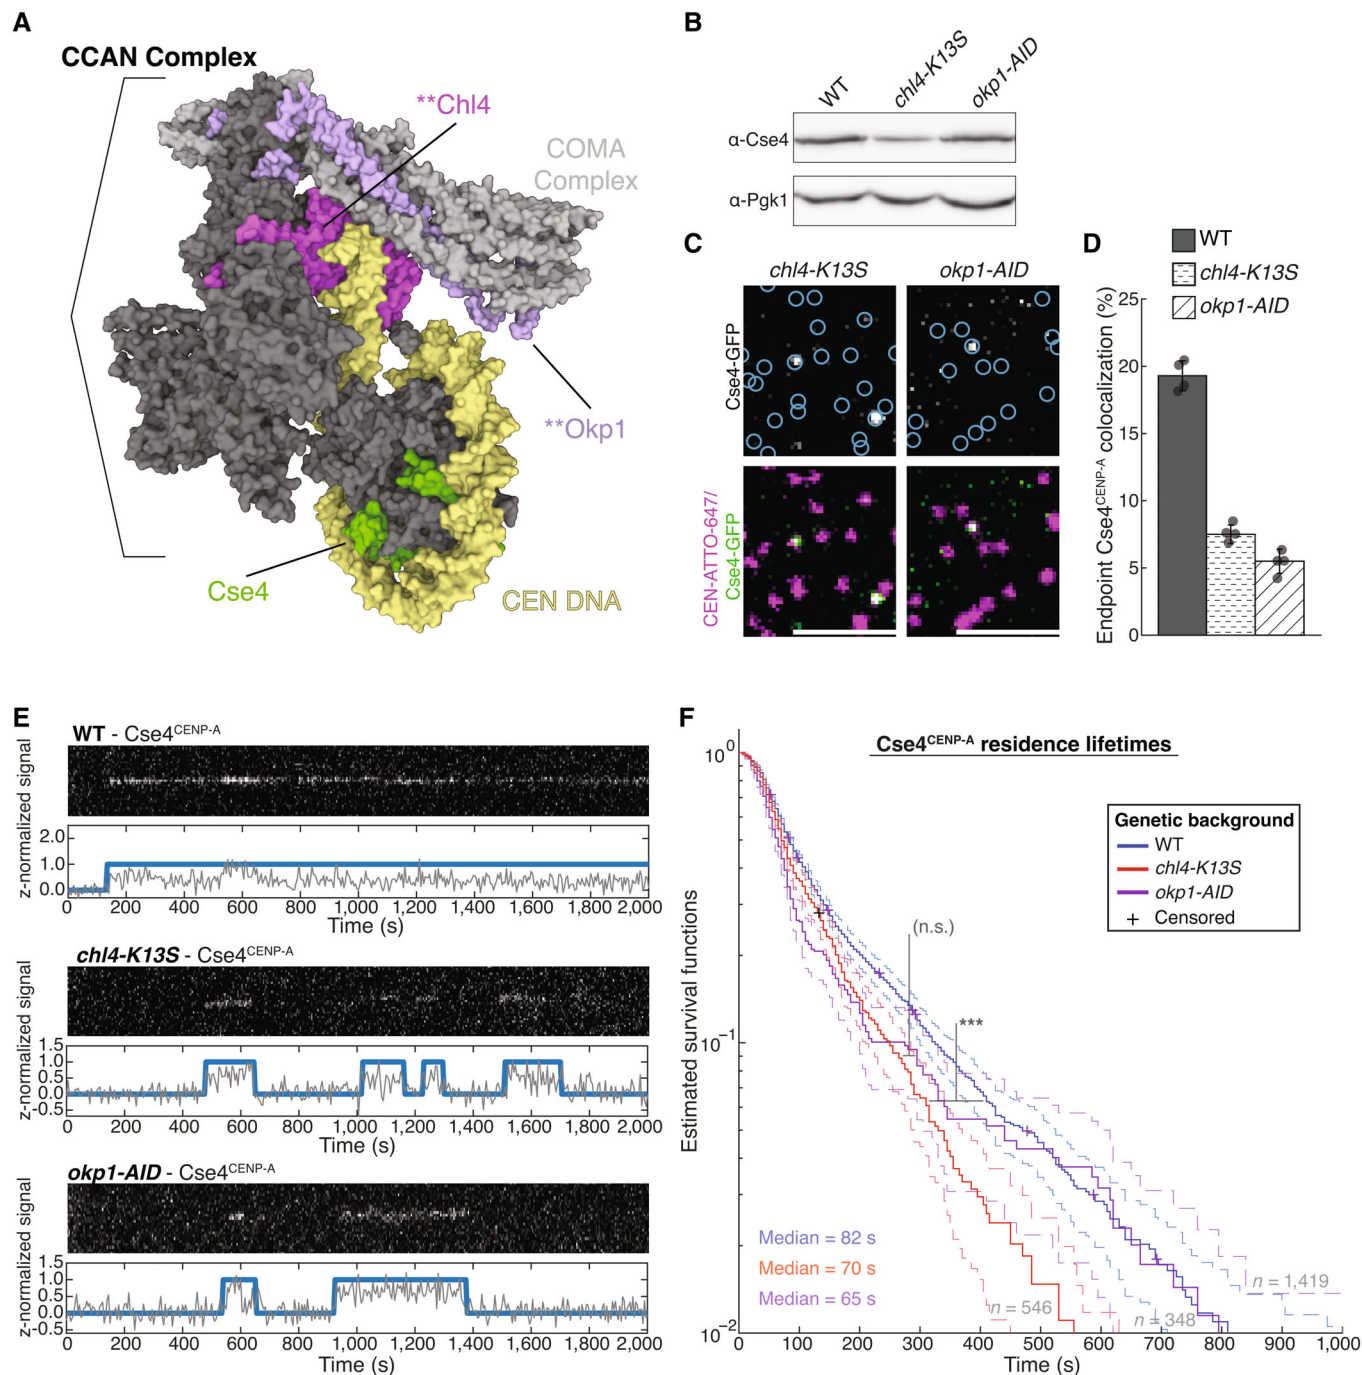 A
CCAN Complex
**Chl4
COMA
Complex
**Okp1
Cse4
CEN DNA
B
WT
chl4-K13S
okp1-AID
α-Cse4
α-Pgk1
C
chl4-K13S
okp1-AID
Cse4-GFP
CEN-ATTO-647/
Cse4-GFP
D
WT
chl4-K13S
okp1-AID
Endpoint Cse4CENP-A colocalization (%)
25
20
15
10
5
0
E
WT - Cse4CENP-A
z-normalized signal
2.0
1.0
0.0
0 200 400 600 800 1,000 1,200 1,400 1,600 1,800 2,000
Time (s)
chl4-K13S - Cse4CENP-A
z-normalized signal
1.5
1.0
0.5
0.0
-0.5
0 200 400 600 800 1,000 1,200 1,400 1,600 1,800 2,000
Time (s)
okp1-AID - Cse4CENP-A
z-normalized signal
1.5
1.0
0.5
0.0
-0.5
0 200 400 600 800 1,000 1,200 1,400 1,600 1,800 2,000
Time (s)
F
Cse4CENP-A residence lifetimes
Estimated survival functions
100
10-1
10-2
Genetic background
WT
chl4-K13S
okp1-AID
+ Censored
(n.s.)
***
Median = 82 s
Median = 70 s
Median = 65 s
n = 1,419
n = 546
n = 348
0 100 200 300 400 500 600 700 800 900 1,000
Time (s)